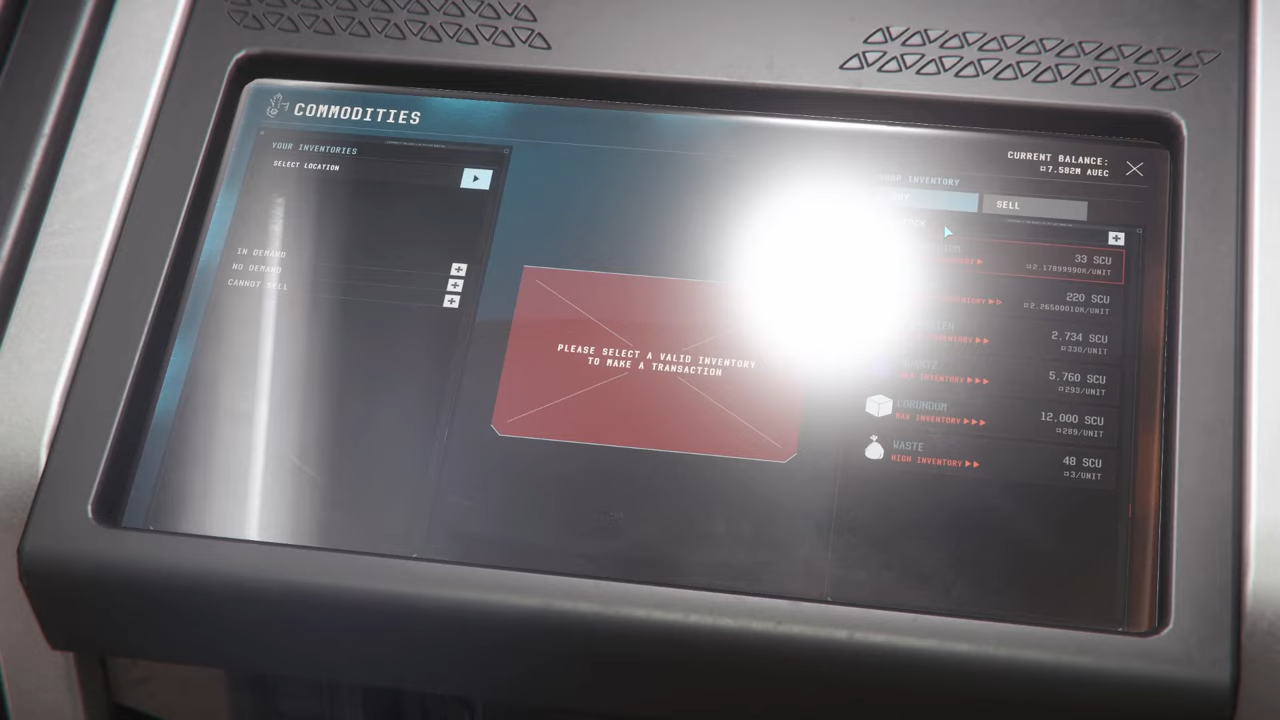 COMMODITIES
YOUR INVENTORIES
SELECT LOCATION
IN DEMAND
NO DEMAND
CANNOT SELL
PLEASE SELECT A VALID INVENTORY
TO MAKE A TRANSACTION
CURRENT BALANCE:
¤7.582M AUEC
INVENTORY
SELL
33 SCU
¤2.17899990K/UNIT
220 SCU
¤2.26500010K/UNIT
2,734 SCU
¤330/UNIT
5,760 SCU
INVENTORY
¤293/UNIT
CORUNDUM
12,000 SCU
MAX INVENTORY
¤289/UNIT
WASTE
48 SCU
HIGH INVENTORY
¤3/UNIT